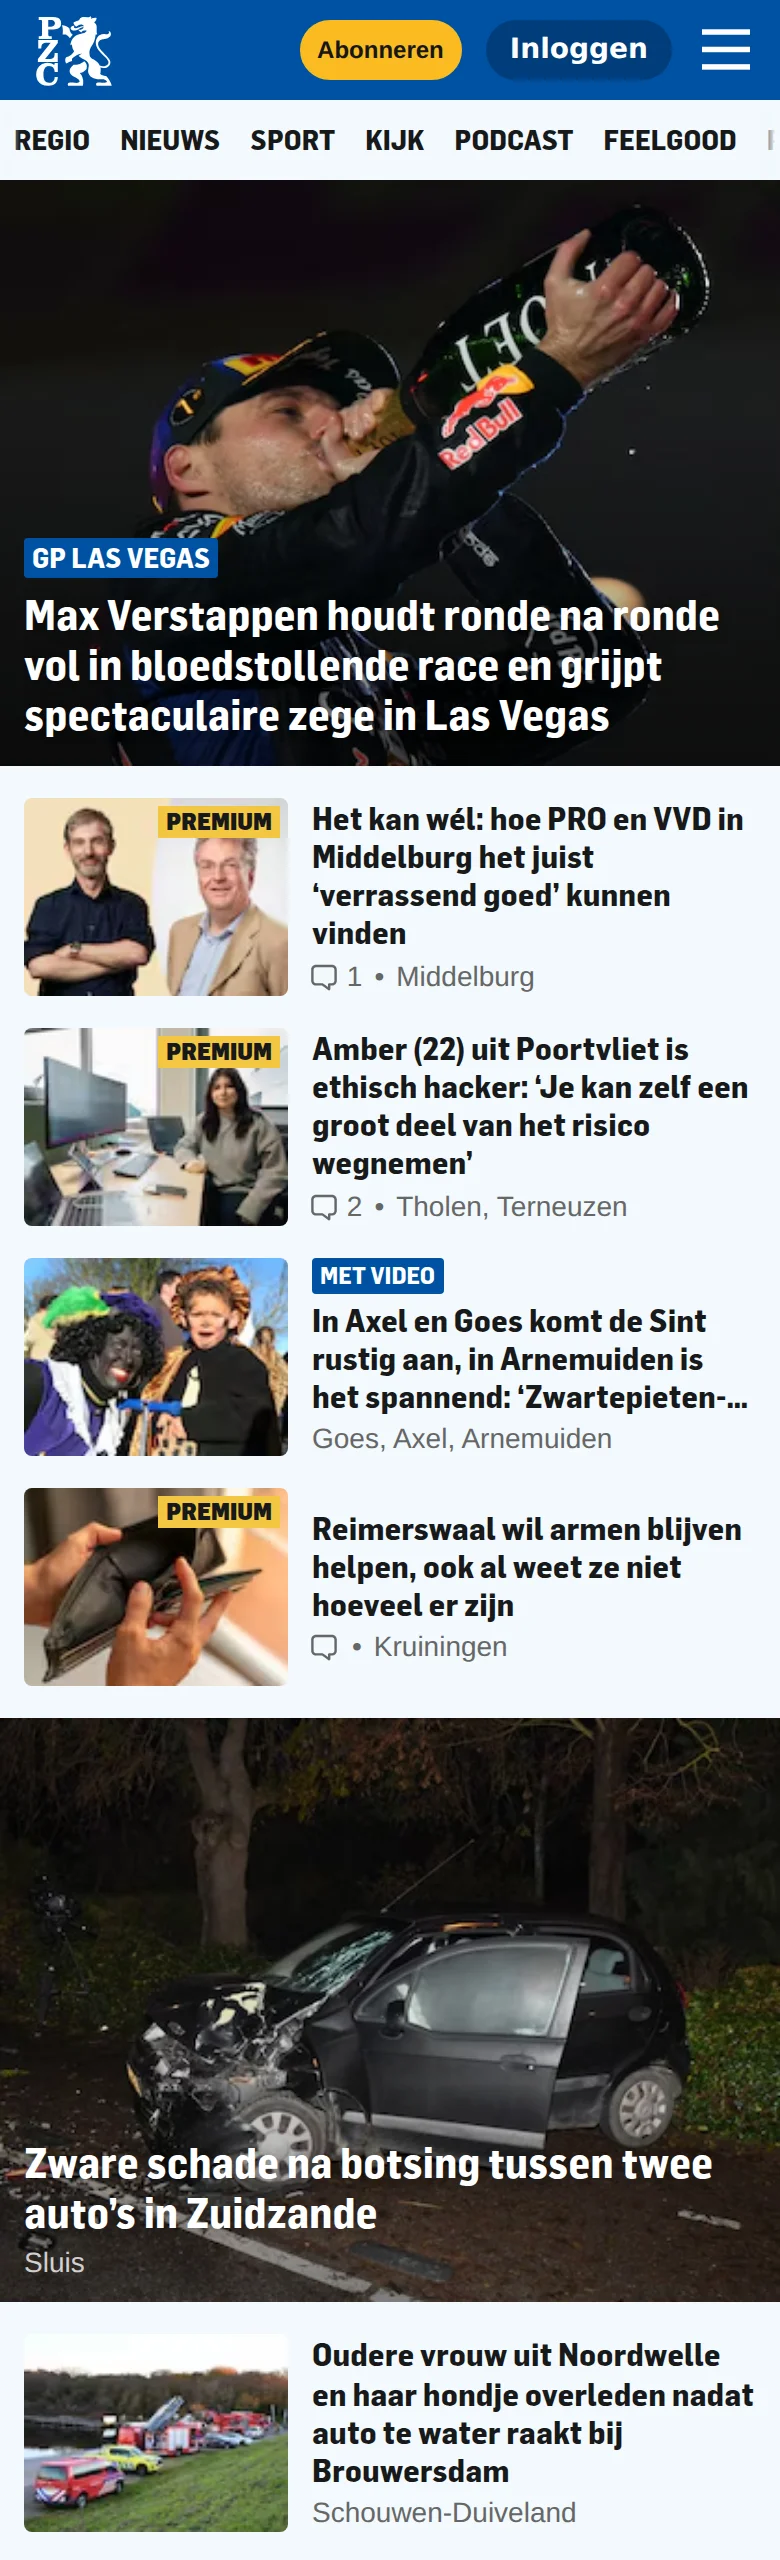 PZC
Abonneren
Inloggen
REGIO NIEUWS SPORT KIJK PODCAST FEELGOOD
MOET
Red Bull
GP LAS VEGAS
Max Verstappen houdt ronde na ronde
vol in bloedstollende race en grijpt
spectaculaire zege in Las Vegas
PREMIUM
Het kan wél: hoe PRO en VVD in
Middelburg het juist
‘verrassend goed’ kunnen
vinden
1 • Middelburg
PREMIUM
Amber (22) uit Poortvliet is
ethisch hacker: ‘Je kan zelf een
groot deel van het risico
wegnemen’
2 • Tholen, Terneuzen
MET VIDEO
In Axel en Goes komt de Sint
rustig aan, in Arnemuiden is
het spannend: ‘Zwartepieten-...
Goes, Axel, Arnemuiden
PREMIUM
Reimerswaal wil armen blijven
helpen, ook al weet ze niet
hoeveel er zijn
• Kruiningen
Zware schade na botsing tussen twee
auto’s in Zuidzande
Sluis
Oudere vrouw uit Noordwelle
en haar hondje overleden nadat
auto te water raakt bij
Brouwersdam
Schouwen-Duiveland